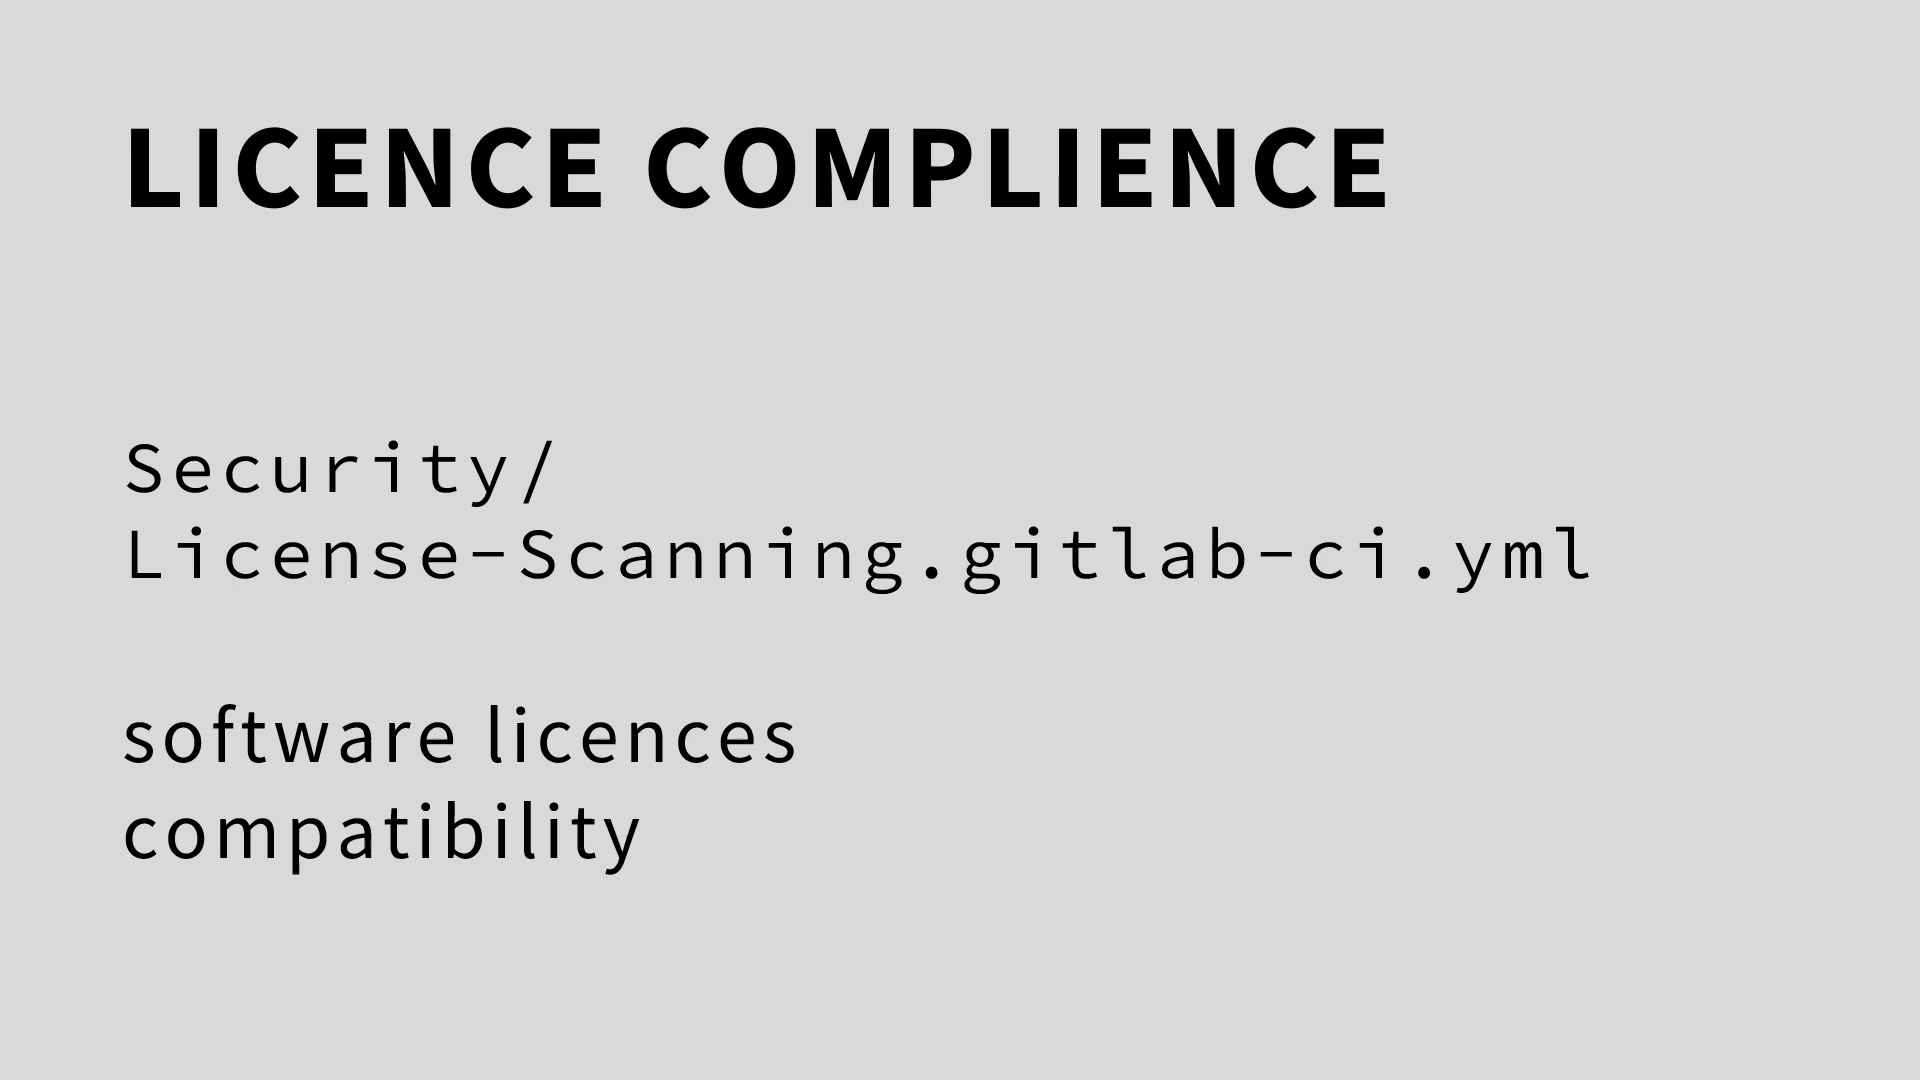 LICENCE COMPLIENCE
Security/
License-Scanning.gitlab-ci.yml
software licences
compatibility